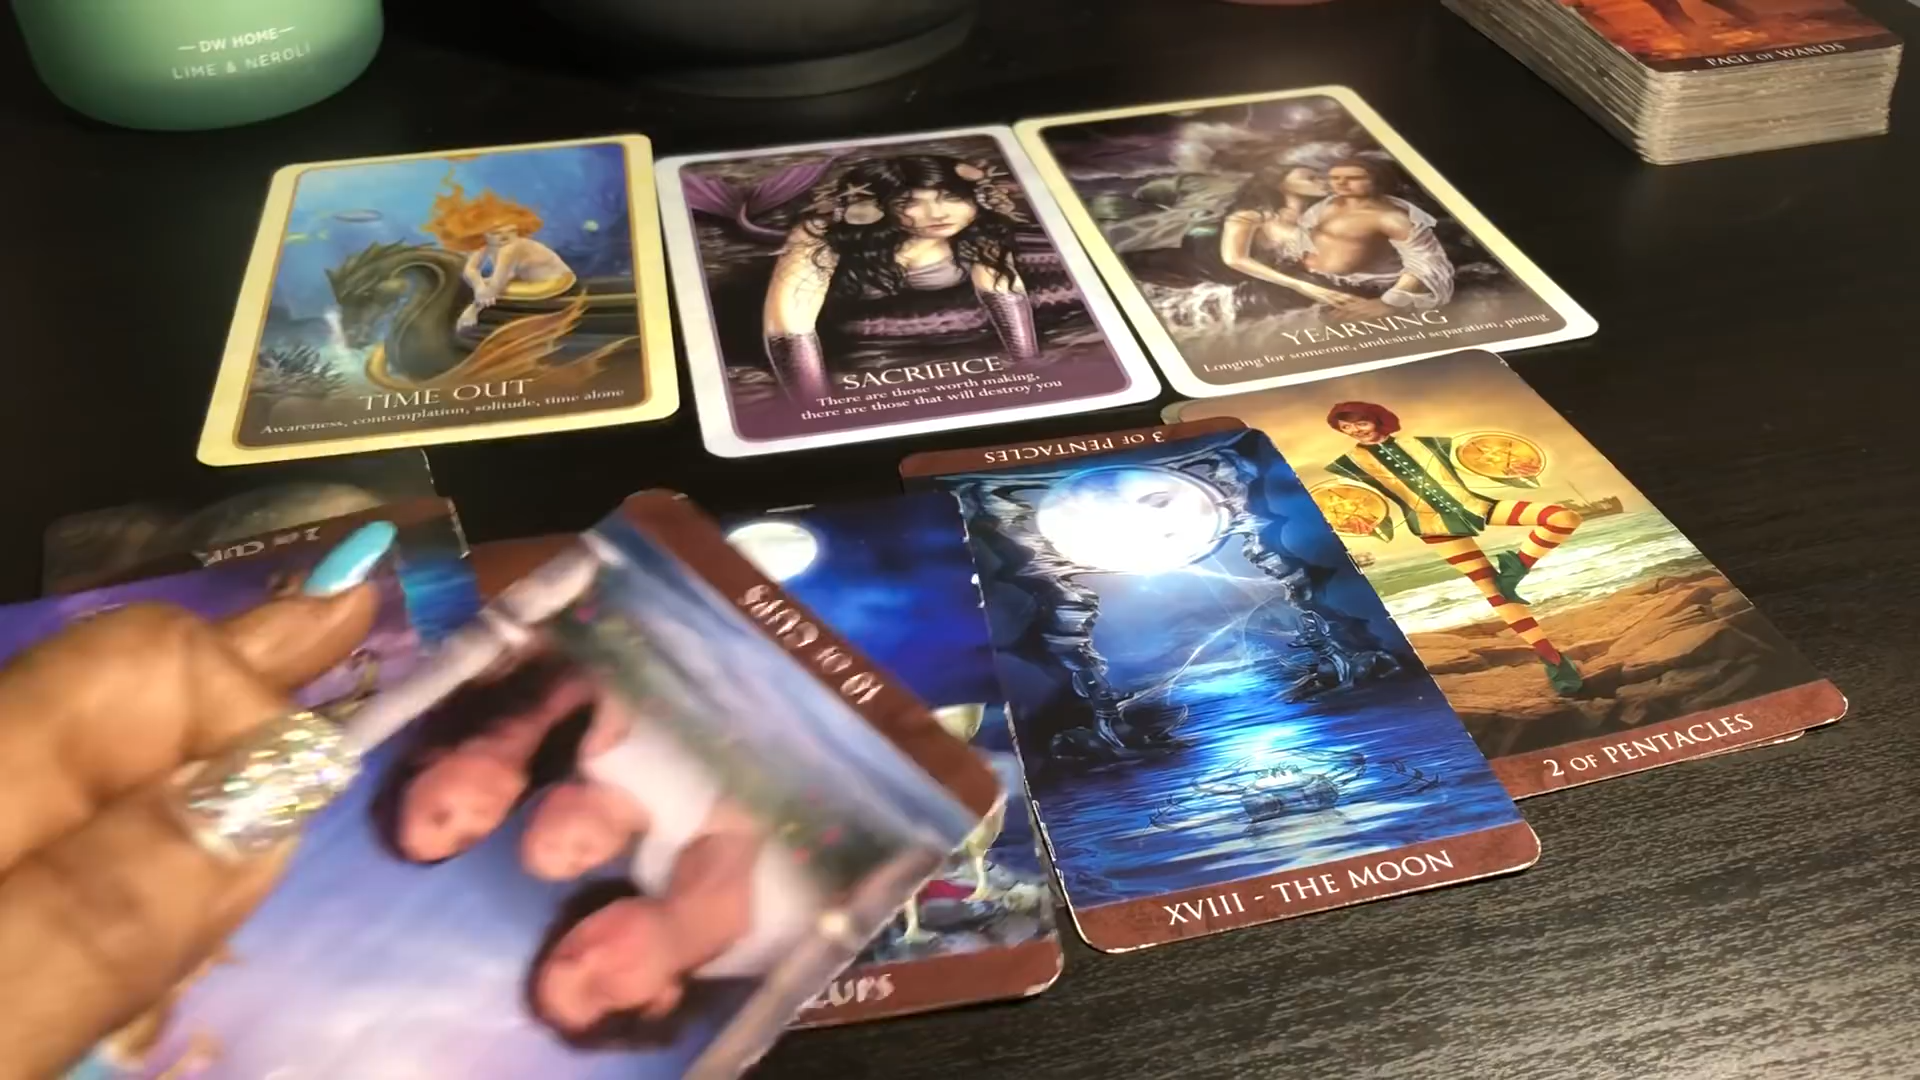 — DW HOME —
LIME & NEROLI
PAGE OF WANDS
TIME OUT
Awareness, contemplation, solitude, time alone
SACRIFICE
There are those worth making,
there are those that will destroy you
YEARNING
Longing for someone, undesired separation, pining
3 OF PENTACLES
10 OF CUPS
2 OF PENTACLES
XVIII - THE MOON
CUPS